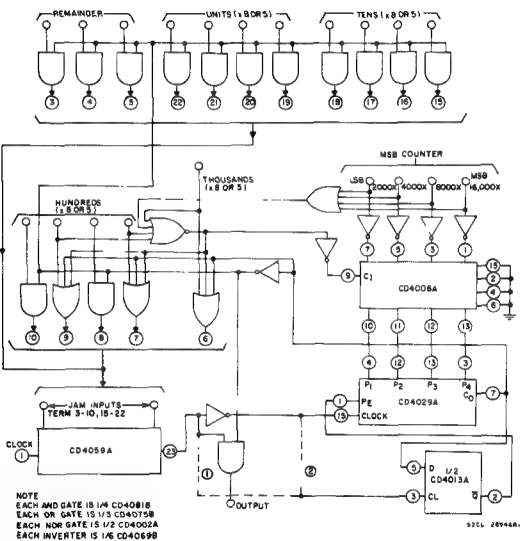 REMAINDER
UNITS (x 8 OR 5)
TENS (x 8 OR 5)
3
4
5
22
21
20
19
18
17
16
15
MSB COUNTER
THOUSANDS
(x 8 OR 5)
LSB
2000X
4000X
8000X
MSB
16,000X
HUNDREDS
(x 8 OR 5)
7
5
3
1
9
C1
CD4008A
15
2
4
6
10
9
8
7
6
10
11
12
13
4
12
13
3
P1
P2
P3
P4
JAM INPUTS
TERM 3-10, 15-22
1
PE
CO
7
15
CLOCK
CD4029A
CLOCK
1
CD4059A
23
1
2
5
D
1/2
CD4013A
3
CL
Q̅
2
OUTPUT
NOTE
EACH AND GATE IS 1/4 CD4081B
EACH OR GATE IS 1/3 CD4075B
EACH NOR GATE IS 1/2 CD4002A
EACH INVERTER IS 1/6 CD4069B